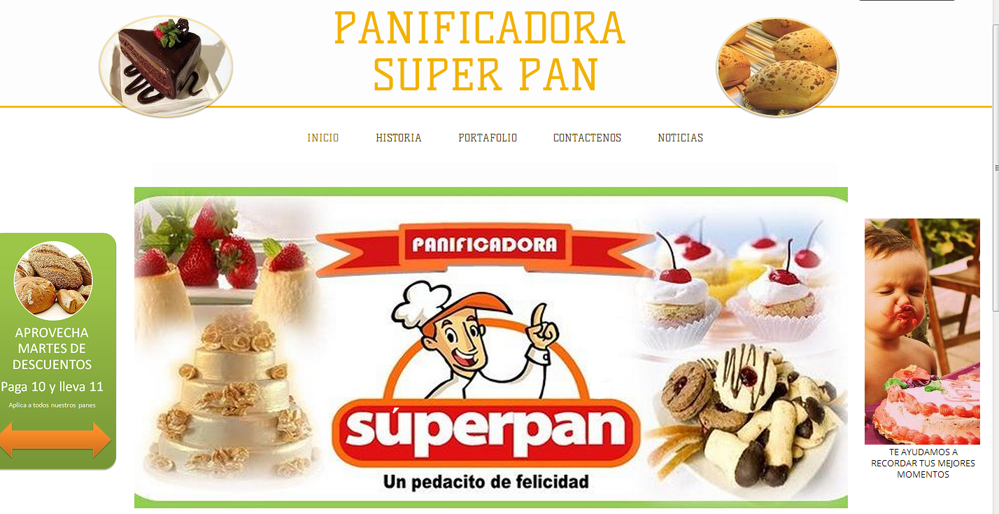 PANIFICADORA
SUPER PAN
INICIO HISTORIA PORTAFOLIO CONTACTENOS NOTICIAS
APROVECHA
MARTES DE
DESCUENTOS
Paga 10 y lleva 11
Aplica a todos nuestros panes
PANIFICADORA
súperpan
Un pedacito de felicidad
TE AYUDAMOS A
RECORDAR TUS MEJORES
MOMENTOS